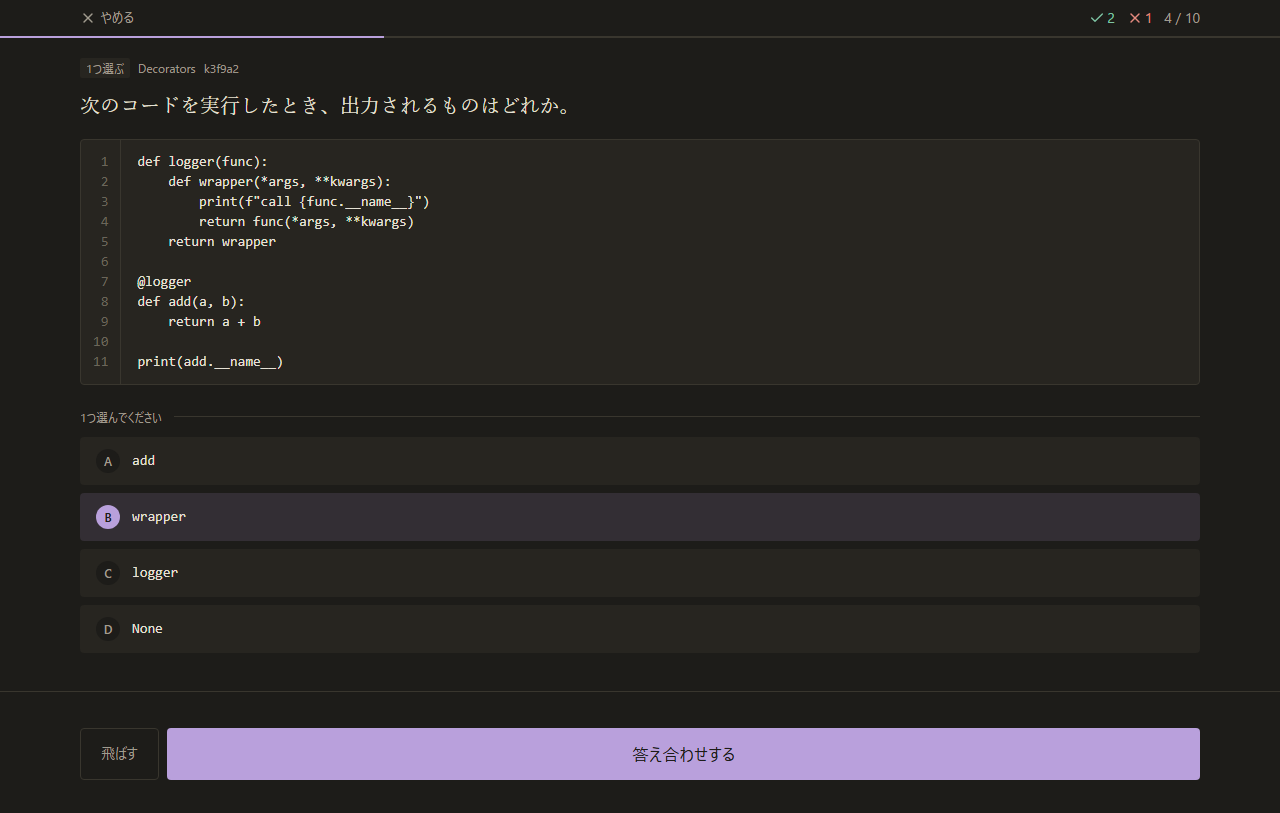 やめる
2 1 4 / 10
1つ選ぶ Decorators k3f9a2
次のコードを実行したとき、出力されるものはどれか。
1 def logger(func):
2     def wrapper(*args, **kwargs):
3         print(f"call {func.__name__}")
4         return func(*args, **kwargs)
5     return wrapper
6
7 @logger
8 def add(a, b):
9     return a + b
10
11 print(add.__name__)
1つ選んでください
A add
B wrapper
C logger
D None
飛ばす 答え合わせする